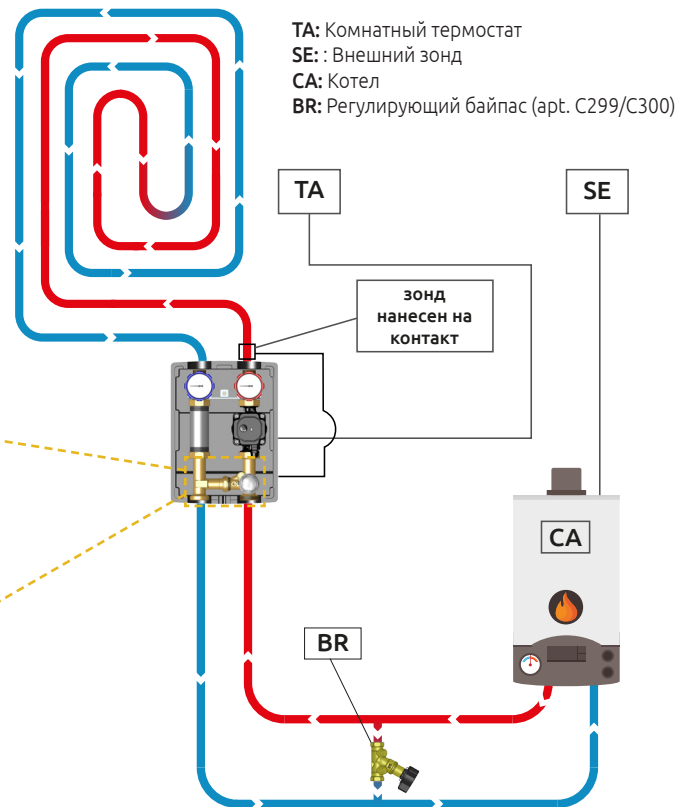 TA: Комнатный термостат
SE: : Внешний зонд
CA: Котел
BR: Регулирующий байпас (арт. C299/C300)
TA
SE
зонд
нанесен на
контакт
CA
BR